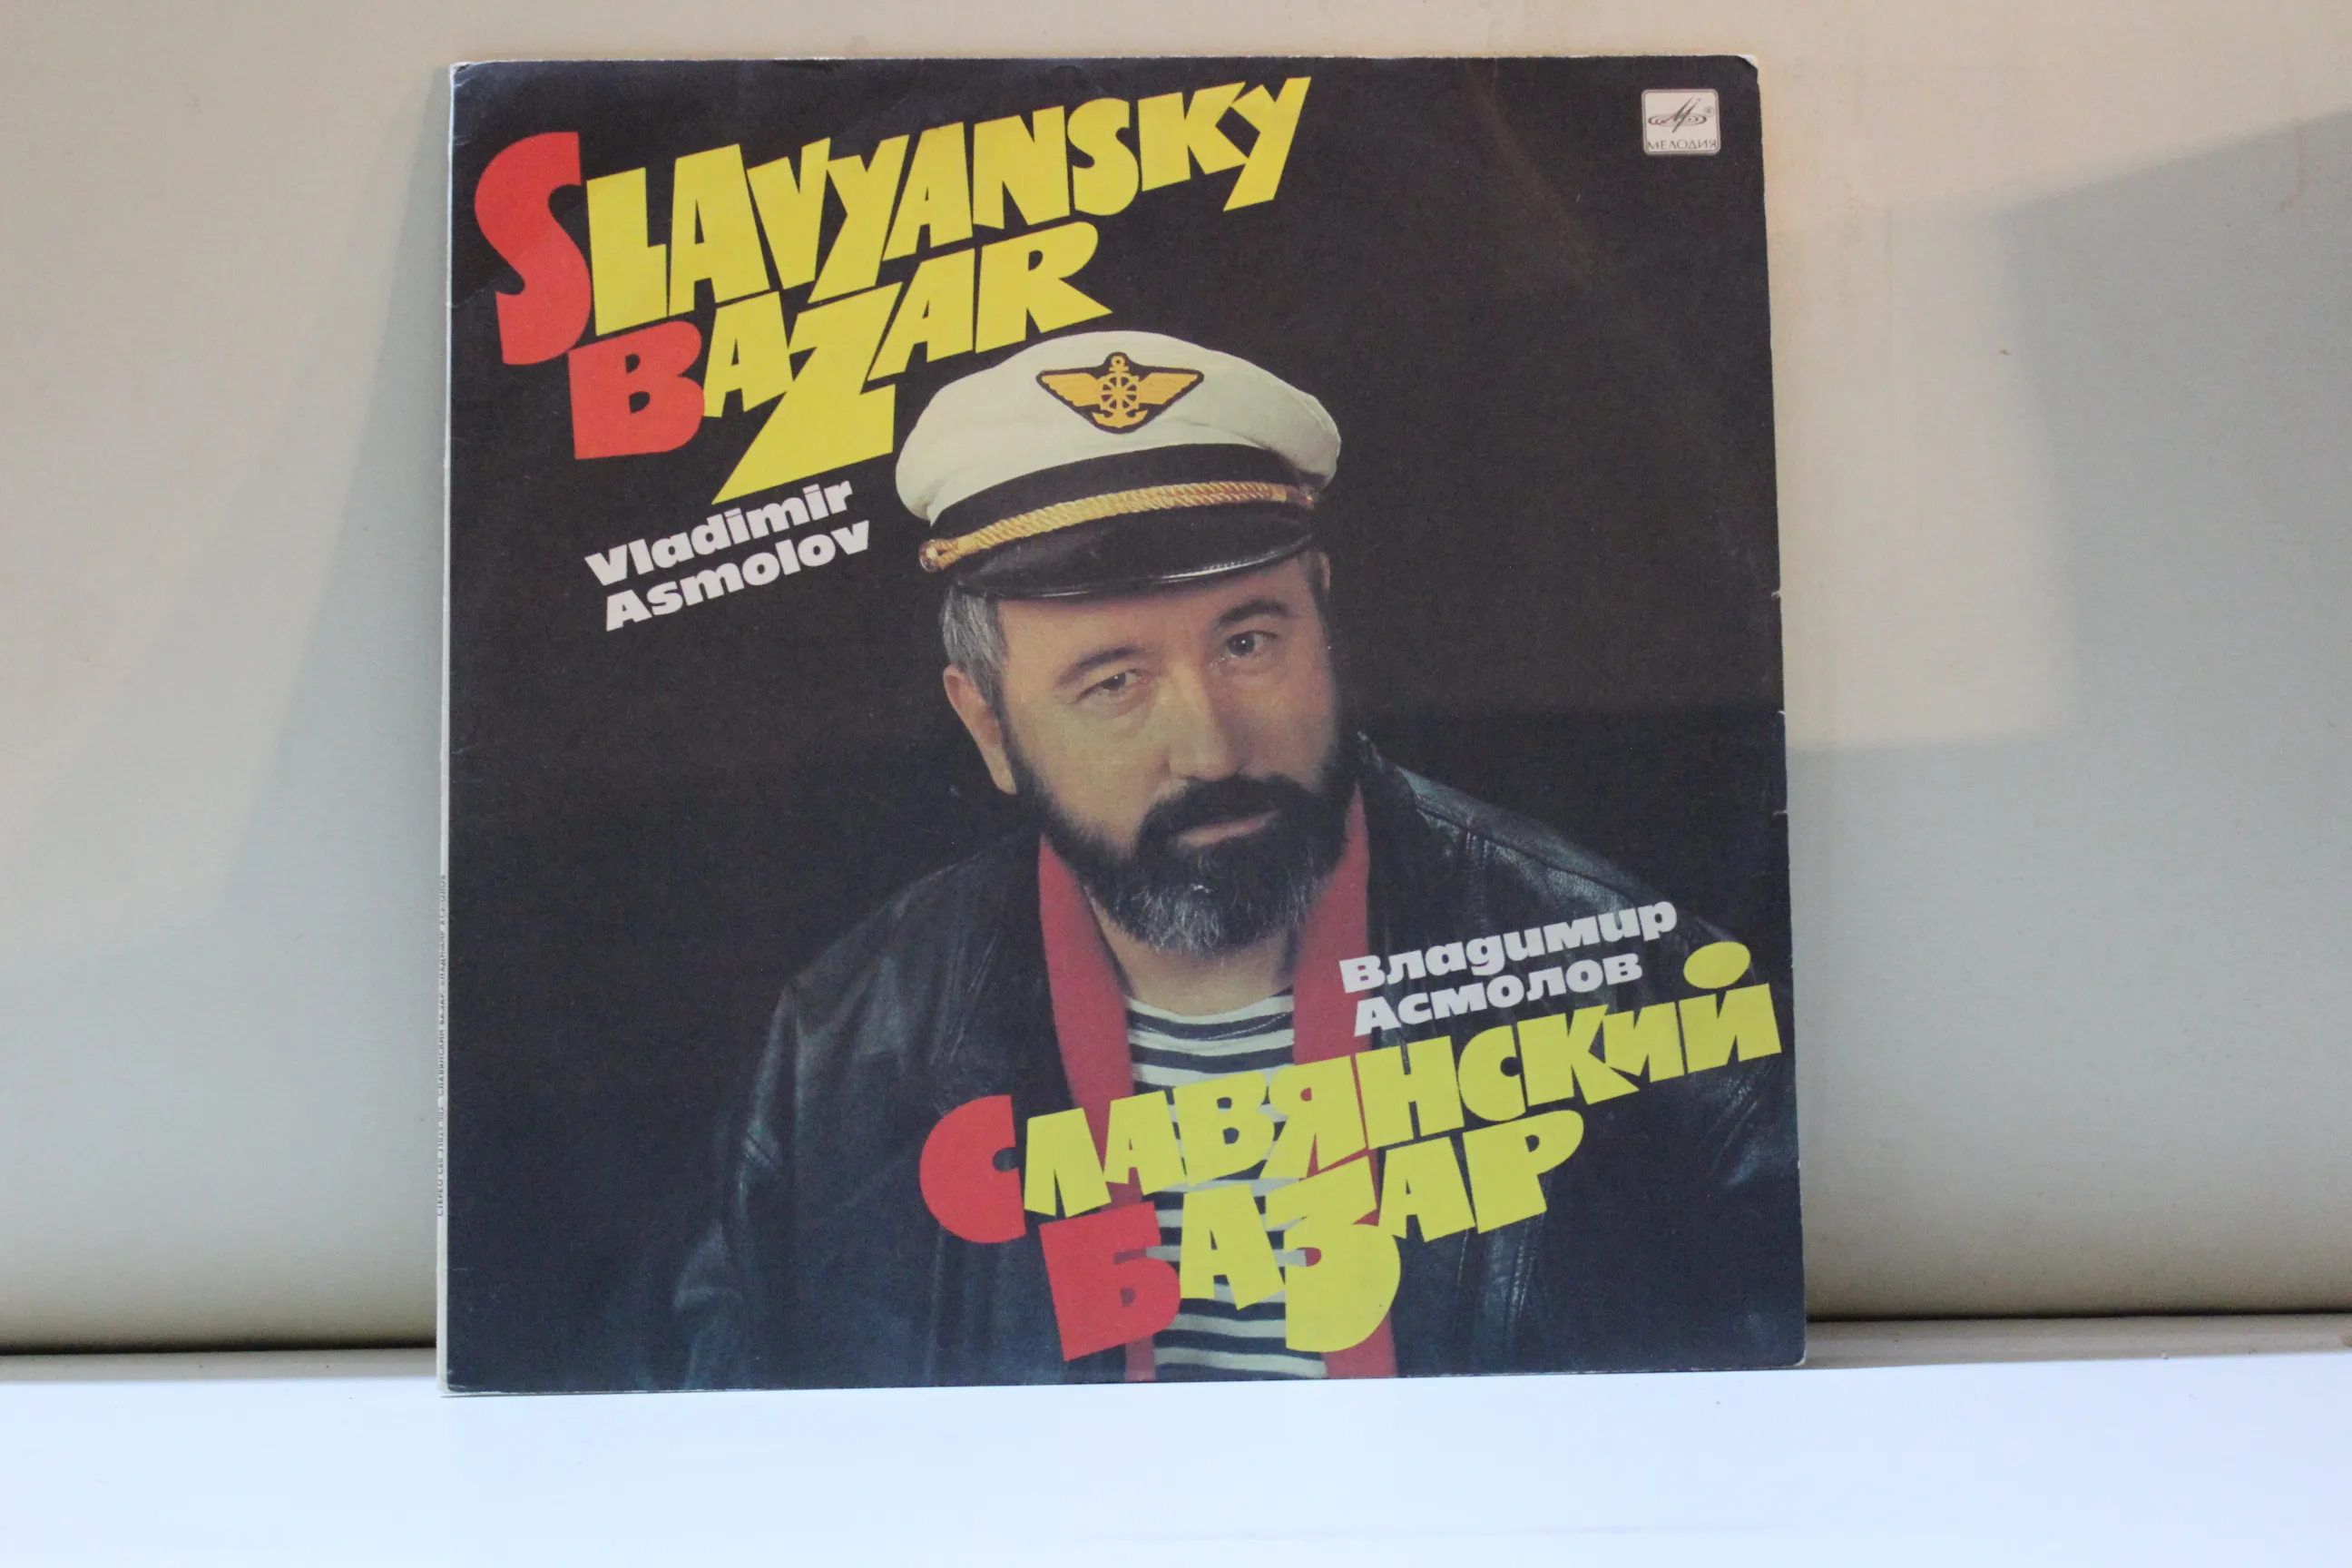 SLAVYANSKY
BAZAR
Vladimir
Asmolov
МЕЛОДИЯ
Владимир
Асмолов
СЛАВЯНСКИЙ
БАЗАР